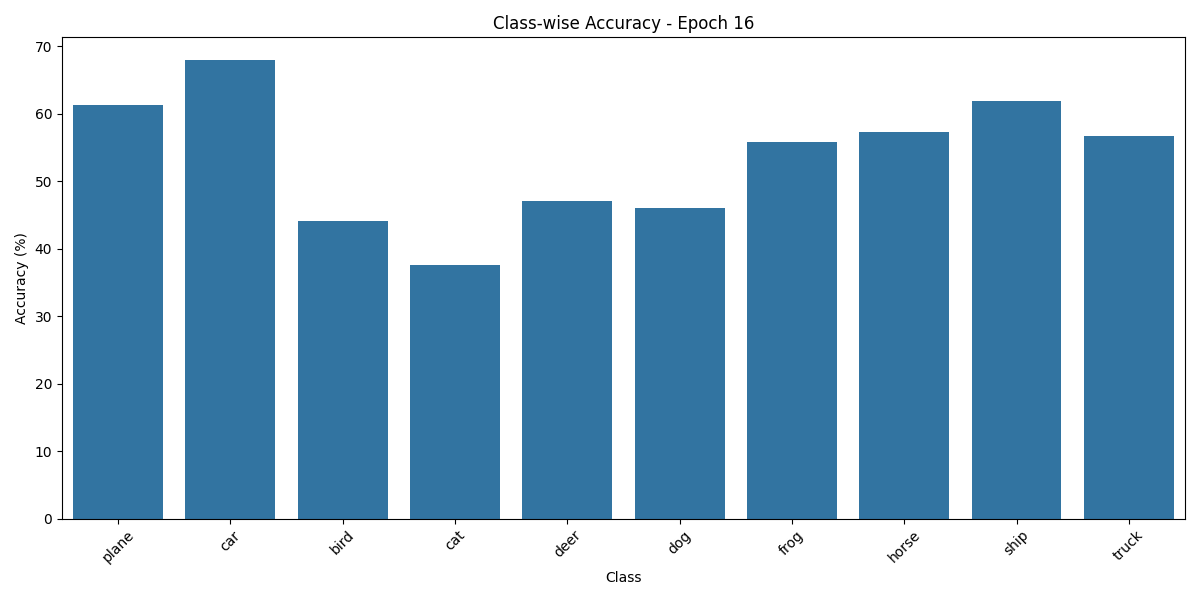 Class-wise Accuracy - Epoch 16
Accuracy (%)
70
60
50
40
30
20
10
0
plane
car
bird
cat
deer
dog
frog
horse
ship
truck
Class